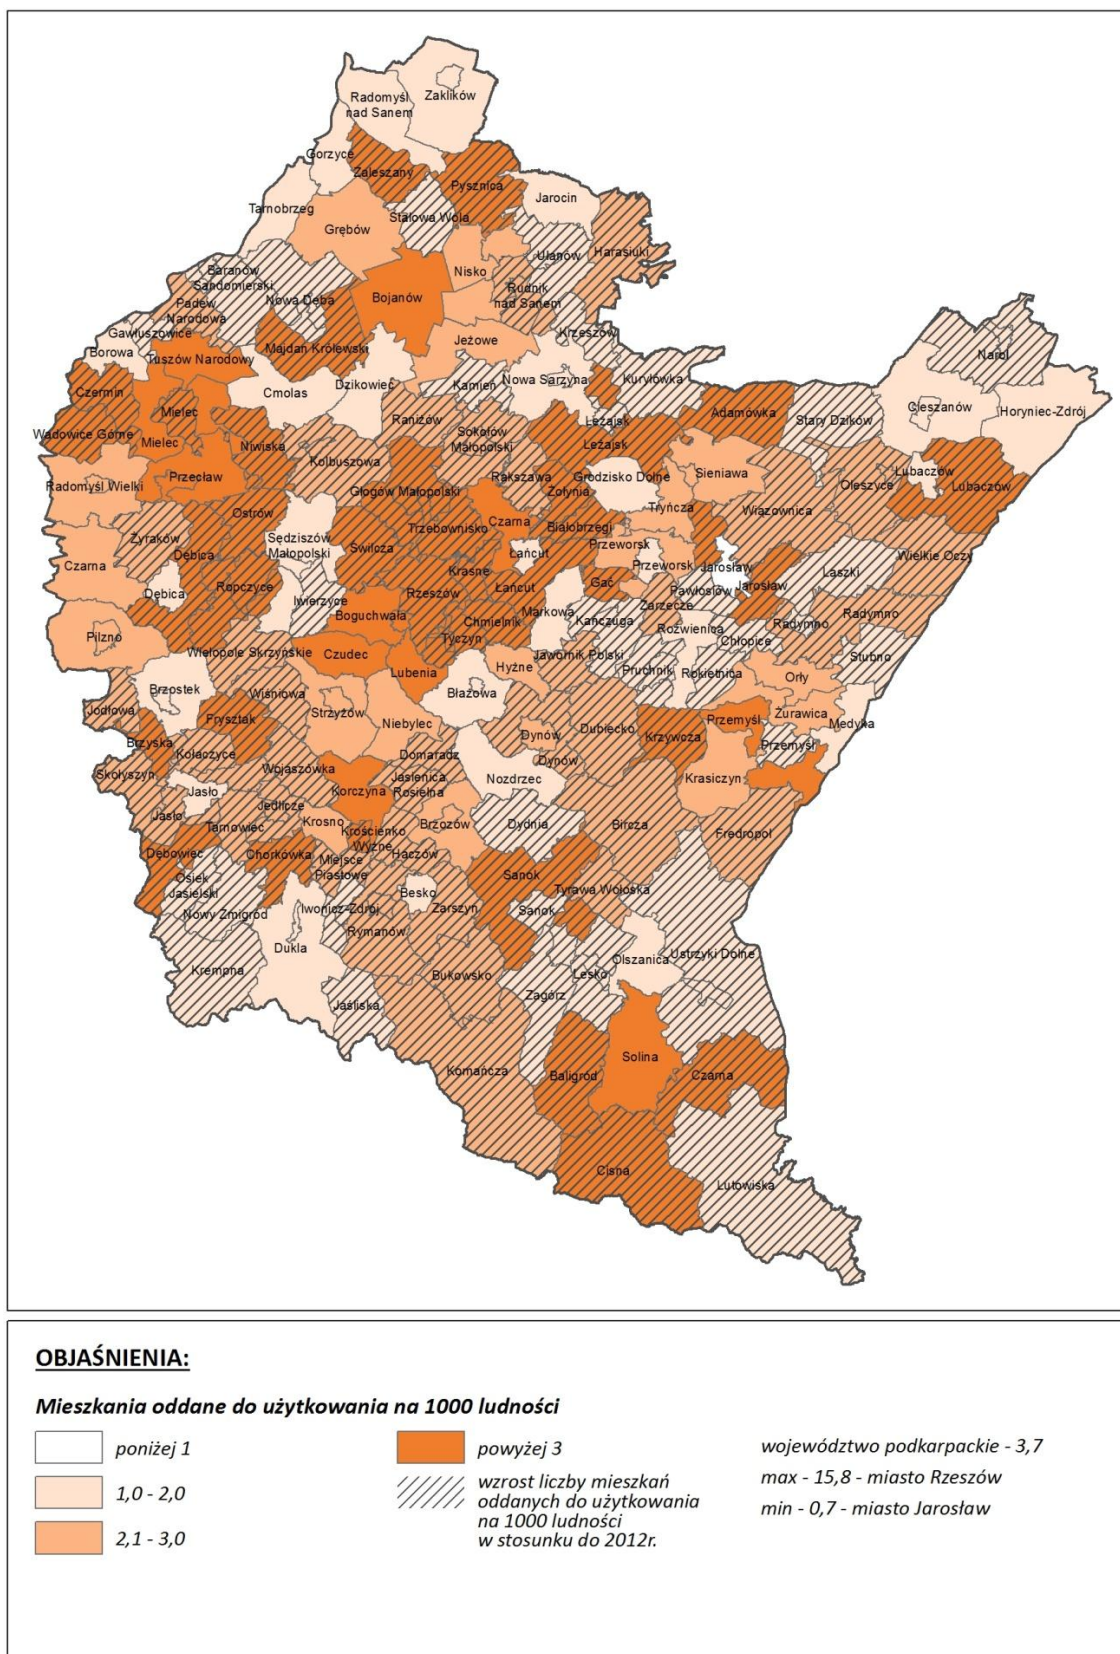 Radomyśl
nad Sanem
Zaklików
Gorzyce
Zaleszany
Pysznica
Jarocin
Tarnobrzeg
Stalowa Wola
Grębów
Ulanów
Harasiuki
Baranów
Sandomierski
Nowa Dęba
Bojanów
Nisko
Rudnik
nad Sanem
Padew
Narodowa
Gawłuszowice
Krzeszów
Borowa
Tuszów Narodowy
Majdan Królewski
Jeżowe
Narol
Czermin
Cmolas
Dzikowiec
Kamień
Nowa Sarzyna
Kuryłówka
Mielec
Raniżów
Leżajsk
Adamówka
Stary Dzików
Cieszanów
Horyniec-Zdrój
Wadowice Górne
Mielec
Niwiska
Sokołów
Małopolski
Leżajsk
Kolbuszowa
Przecław
Radomyśl Wielki
Rakszawa
Grodzisko Dolne
Sieniawa
Oleszyce
Lubaczów
Lubaczów
Głogów Małopolski
Żołynia
Ostrów
Tryńcza
Wiązownica
Czarna
Trzebownisko
Białobrzegi
Żyraków
Sędziszów
Małopolski
Świlcza
Przeworsk
Wielkie Oczy
Dębica
Łańcut
Czarna
Krasne
Przeworsk
Jarosław
Laszki
Ropczyce
Rzeszów
Łańcut
Gać
Jarosław
Dębica
Iwierzyce
Pawłosiów
Boguchwała
Markowa
Zarzecze
Radymno
Chmielnik
Kańczuga
Radymno
Pilzno
Tyczyn
Roźwienica
Chłopice
Wielopole Skrzyńskie
Czudec
Jawornik Polski
Stubno
Lubenia
Hyżne
Pruchnik
Rokietnica
Orły
Brzostek
Wiśniowa
Błażowa
Jodłowa
Strzyżów
Żurawica
Frysztak
Niebylec
Dubiecko
Przemyśl
Medyka
Brzyska
Dynów
Krzywcza
Przemyśl
Kołaczyce
Domaradz
Dynów
Skołyszyn
Wojaszówka
Jasienica
Rosielna
Nozdrzec
Krasiczyn
Jasło
Korczyna
Jedlicze
Jasło
Krosno
Brzozów
Dydnia
Bircza
Tarnowiec
Krościenko
Wyżne
Fredropol
Dębowiec
Chorkówka
Miejsce
Piastowe
Haczów
Sanok
Osiek
Jasielski
Besko
Tyrawa Wołoska
Nowy Żmigród
Iwonicz-Zdrój
Zarszyn
Sanok
Rymanów
Dukla
Olszanica
Ustrzyki Dolne
Krempna
Bukowsko
Lesko
Zagórz
Jaśliska
Solina
Komańcza
Baligród
Czarna
Cisna
Lutowiska
OBJAŚNIENIA:
Mieszkania oddane do użytkowania na 1000 ludności
poniżej 1
1,0 - 2,0
2,1 - 3,0
powyżej 3
wzrost liczby mieszkań
oddanych do użytkowania
na 1000 ludności
w stosunku do 2012r.
województwo podkarpackie - 3,7
max - 15,8 - miasto Rzeszów
min - 0,7 - miasto Jarosław